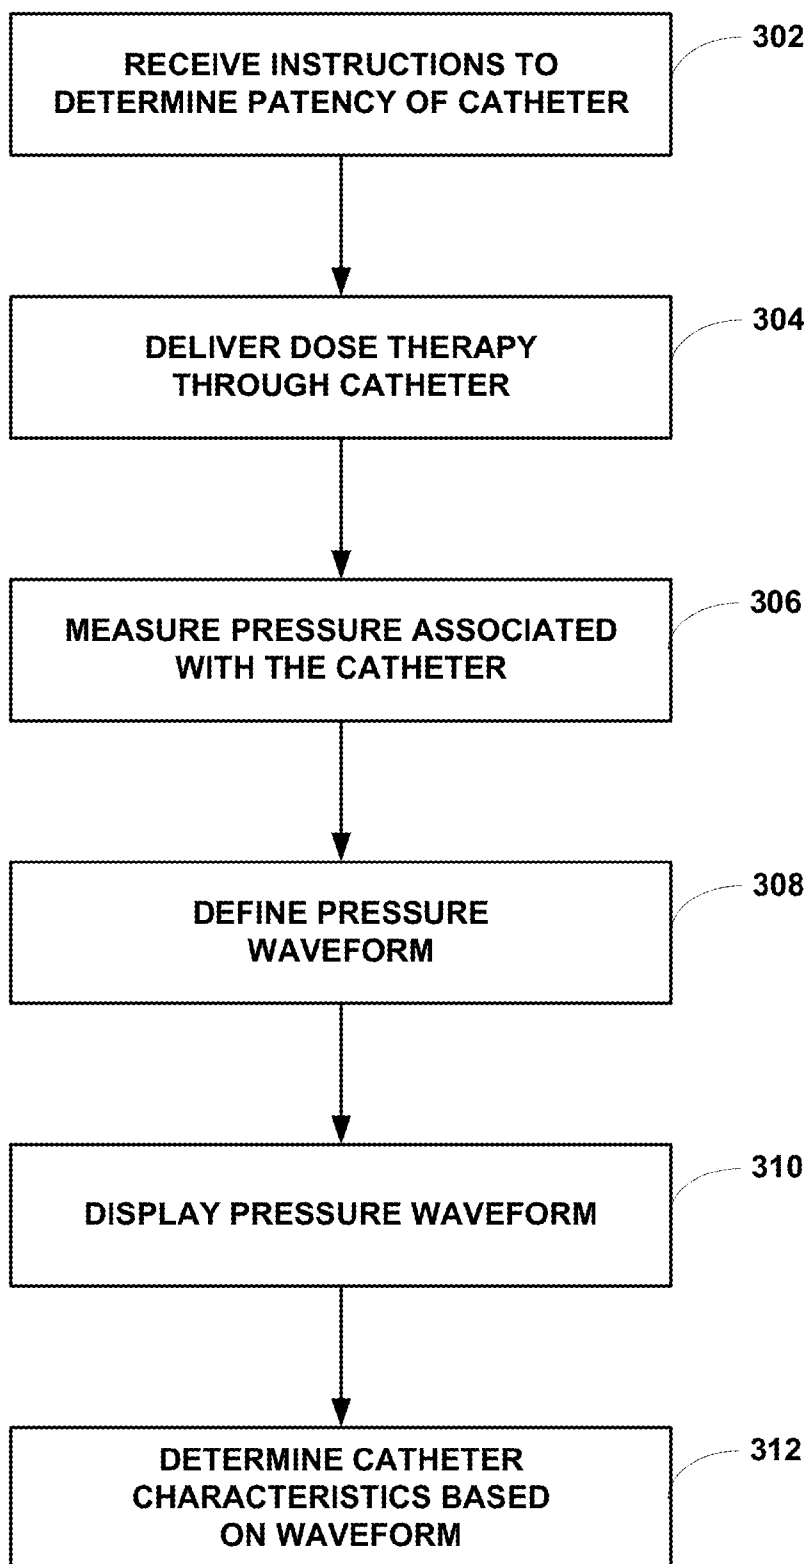 302
RECEIVE INSTRUCTIONS TO
DETERMINE PATENCY OF CATHETER
304
DELIVER DOSE THERAPY
THROUGH CATHETER
306
MEASURE PRESSURE ASSOCIATED
WITH THE CATHETER
308
DEFINE PRESSURE
WAVEFORM
310
DISPLAY PRESSURE WAVEFORM
312
DETERMINE CATHETER
CHARACTERISTICS BASED
ON WAVEFORM